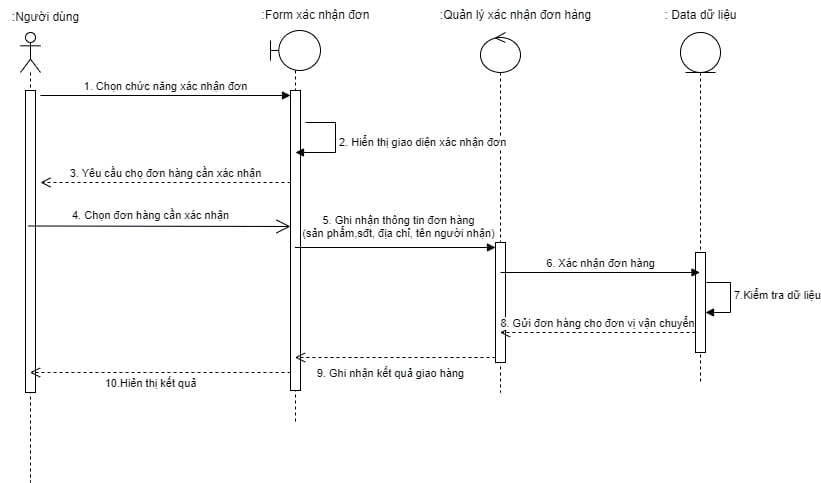 :Người dùng
:Form xác nhận đơn
:Quản lý xác nhận đơn hàng
: Data dữ liệu
1. Chọn chức năng xác nhận đơn
2. Hiển thị giao diện xác nhận đơn
3. Yêu cầu chọ đơn hàng cần xác nhận
4. Chọn đơn hàng cần xác nhận
5. Ghi nhận thông tin đơn hàng
(sản phẩm,sđt, địa chỉ, tên người nhận)
6. Xác nhận đơn hàng
7.Kiểm tra dữ liệu
8. Gửi đơn hàng cho đơn vị vận chuyển
9. Ghi nhận kết quả giao hàng
10.Hiên thị kết quả